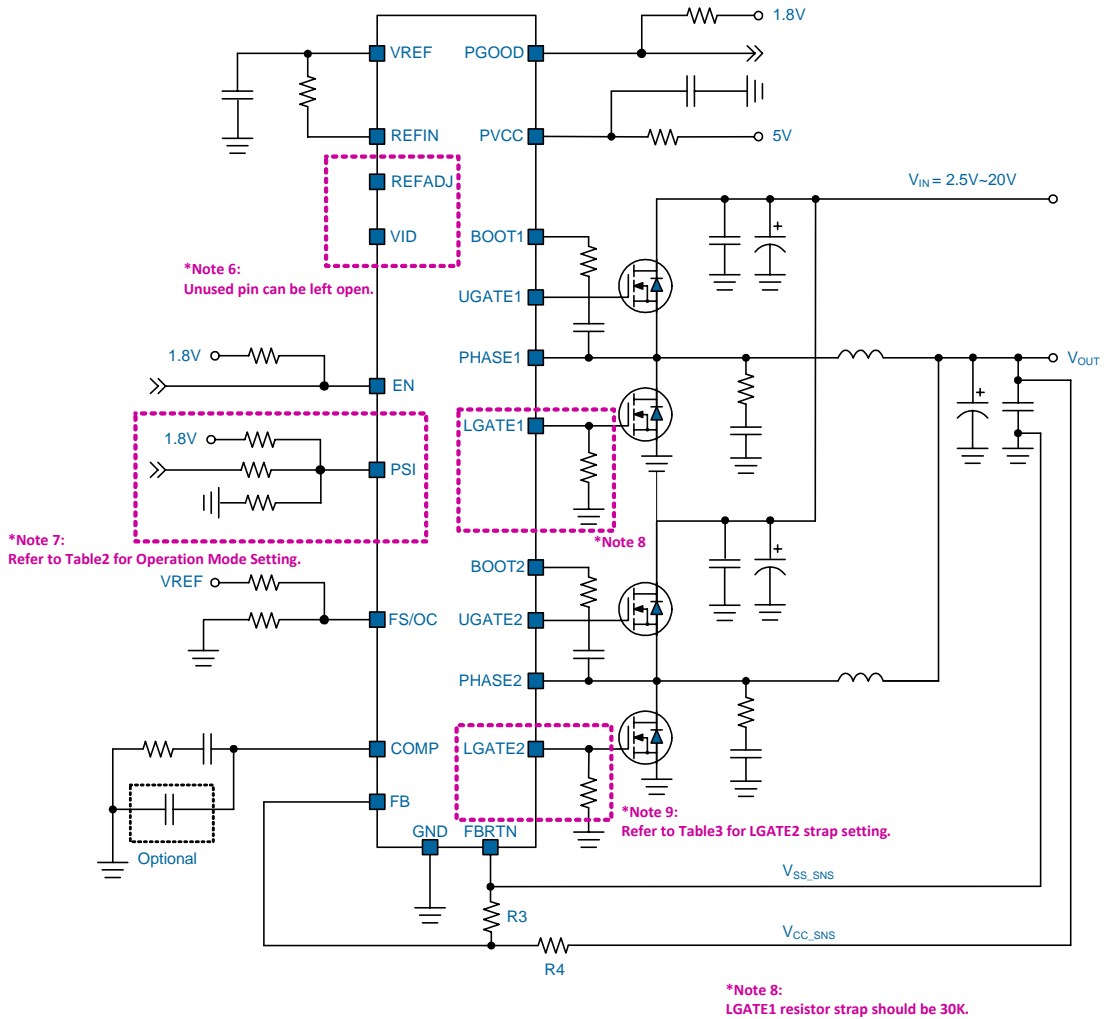 1.8V
VREF
PGOOD
REFIN
PVCC
5V
REFADJ
VIN = 2.5V~20V
VID
BOOT1
*Note 6:
Unused pin can be left open.
UGATE1
1.8V
PHASE1
VOUT
EN
LGATE1
1.8V
PSI
*Note 7:
Refer to Table2 for Operation Mode Setting.
*Note 8
BOOT2
VREF
FS/OC
UGATE2
PHASE2
COMP
LGATE2
FB
*Note 9:
Refer to Table3 for LGATE2 strap setting.
GND
FBRTN
Optional
VSS_SNS
R3
VCC_SNS
R4
*Note 8:
LGATE1 resistor strap should be 30K.